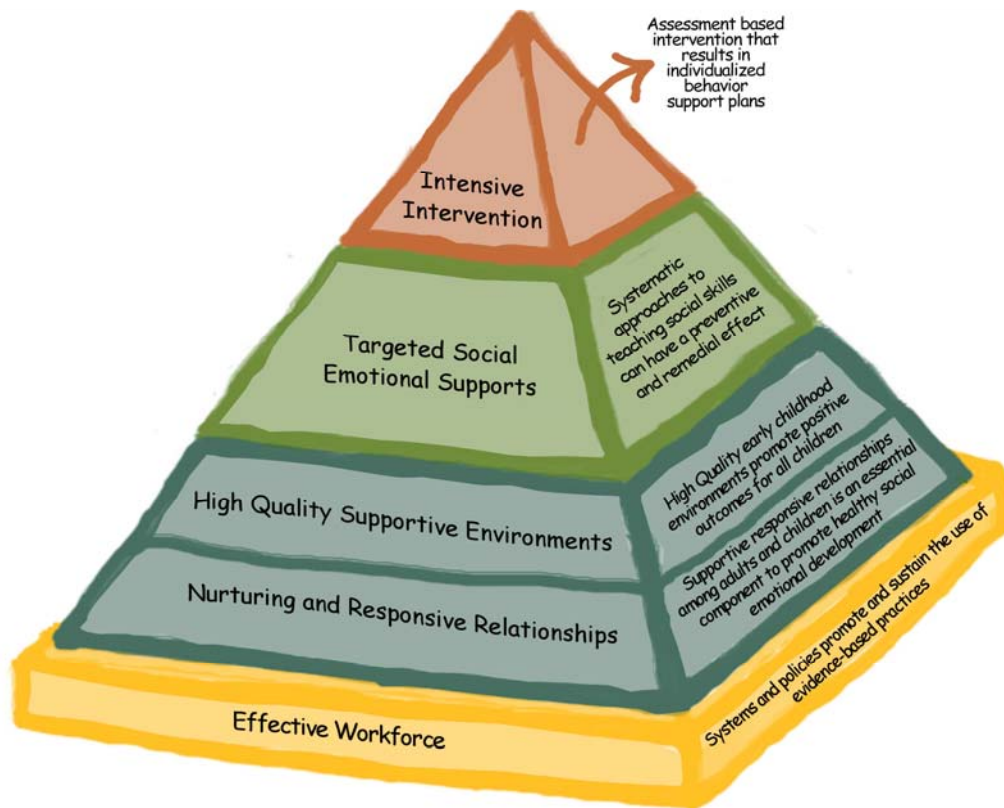 Assessment based
intervention that
results in
individualized
behavior
support plans
Intensive
Intervention
Systematic
approaches to
teaching social skills
can have a preventive
and remedial effect
Targeted Social
Emotional Supports
High Quality early childhood
environments promote positive
outcomes for all children
High Quality Supportive Environments
Supportive responsive relationships
among adults and children is an essential
component to promote healthy social
emotional development
Nurturing and Responsive Relationships
Systems and policies promote and sustain the use of
evidence-based practices
Effective Workforce